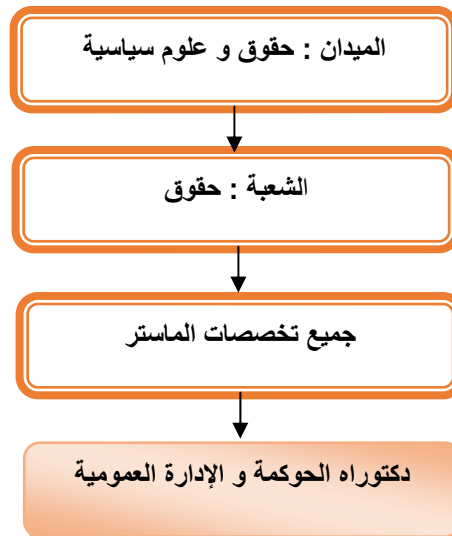 الميدان : حقوق و علوم سياسية
الشعبة : حقوق
جميع تخصصات الماستر
دكتوراه الحوكمة و الإدارة العمومية